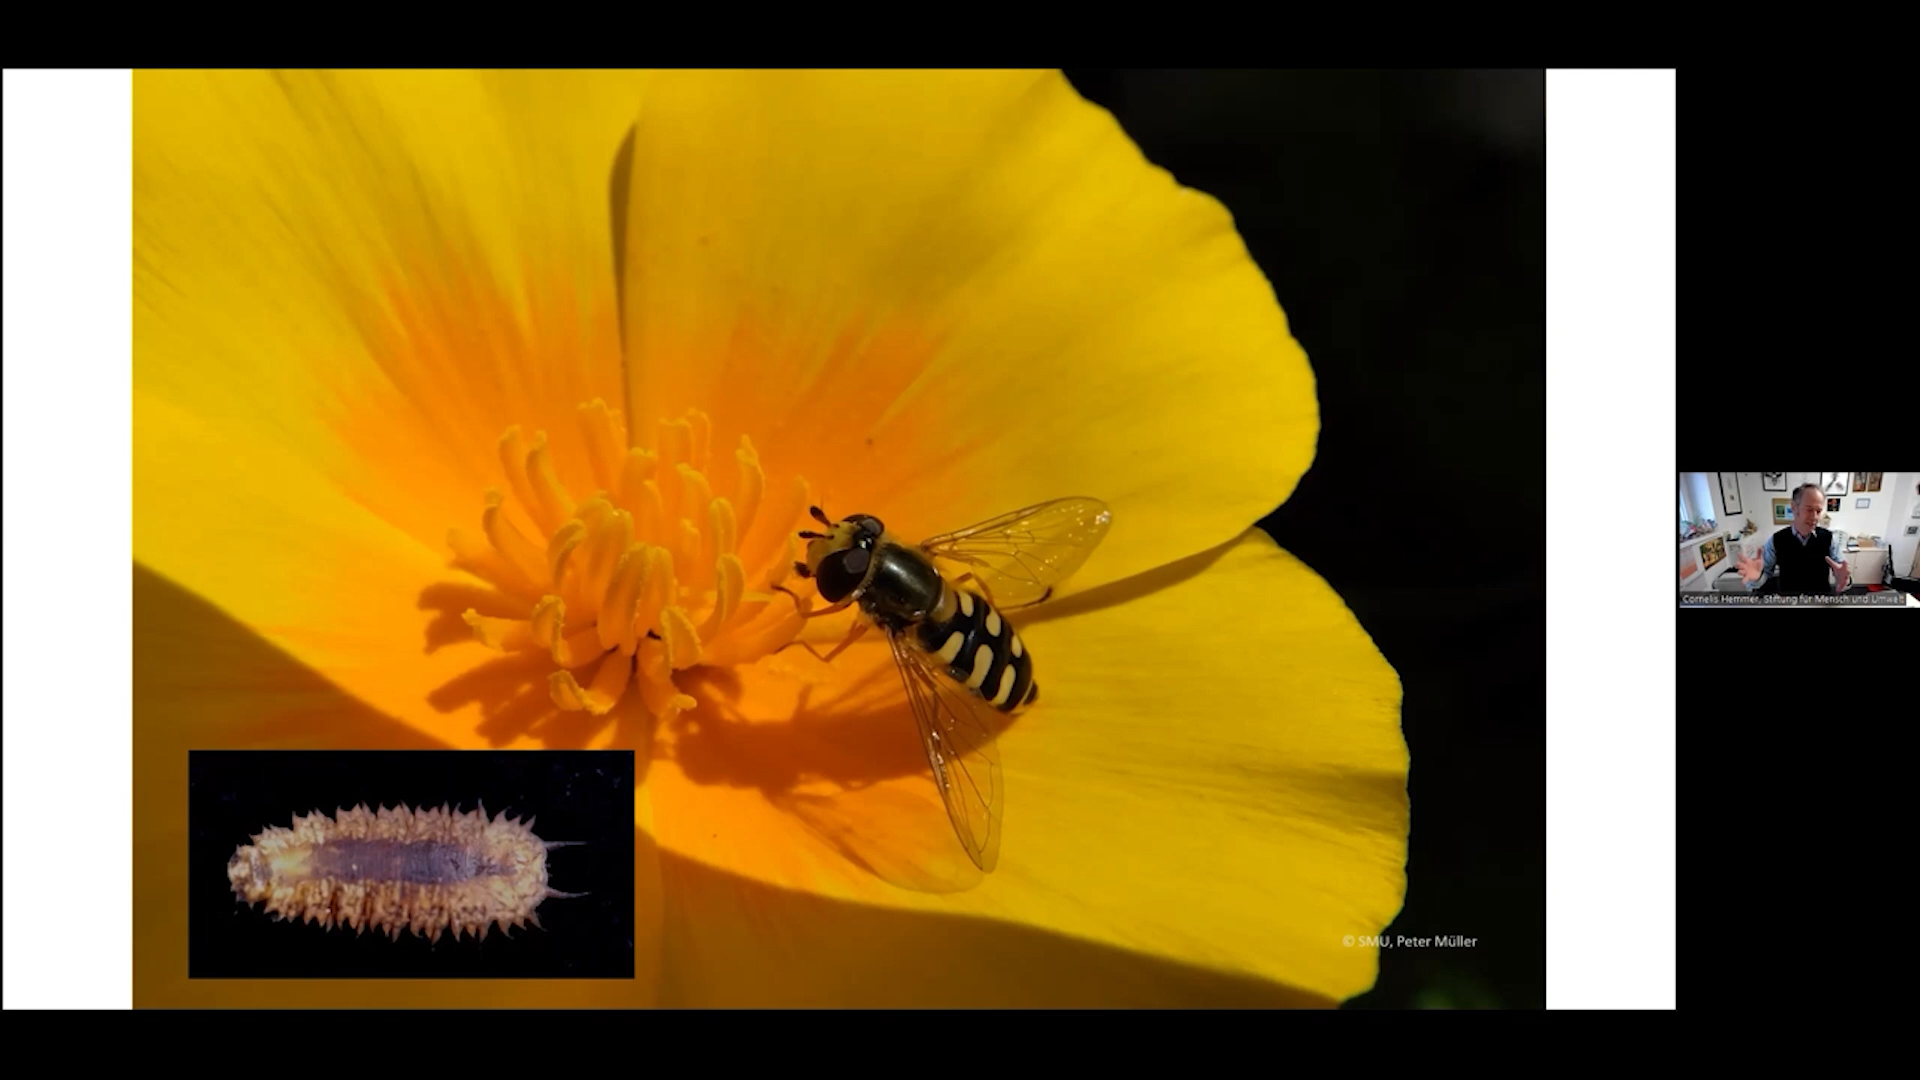 © SMU, Peter Müller
Cornelis Hemmer, Stiftung für Mensch und Umwelt